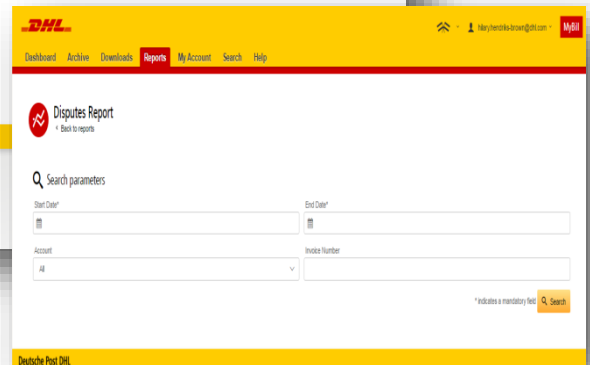 DHL
hilary.hendriks-brown@dhl.com
MyBill
Dashboard Archive Downloads Reports My Account Search Help
Disputes Report
Back to reports
Search parameters
Start Date* End Date*
Account Invoice Number
All
* indicates a mandatory field Search
Deutsche Post DHL